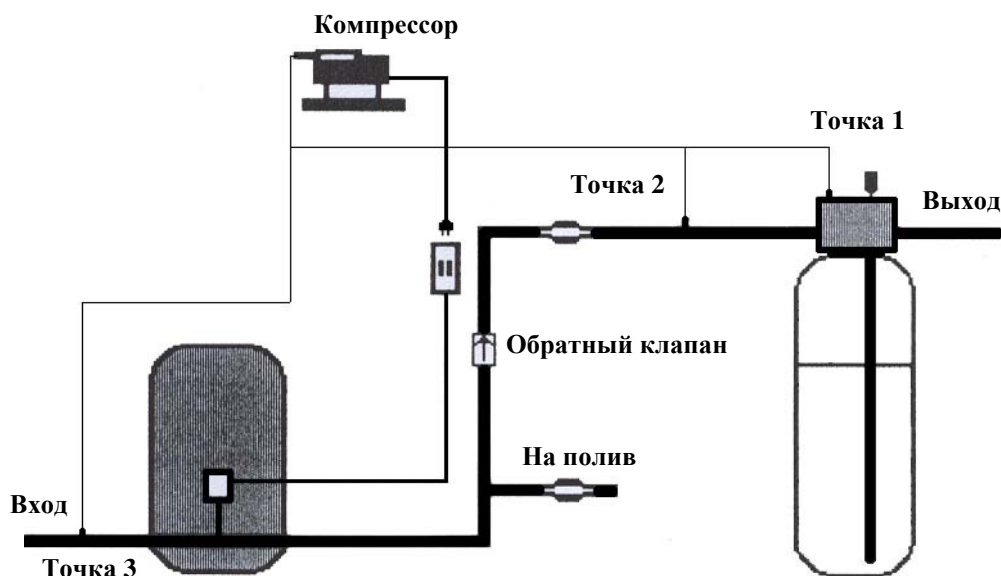 Компрессор
Точка 1
Точка 2
Выход
Обратный клапан
На полив
Вход
Точка 3